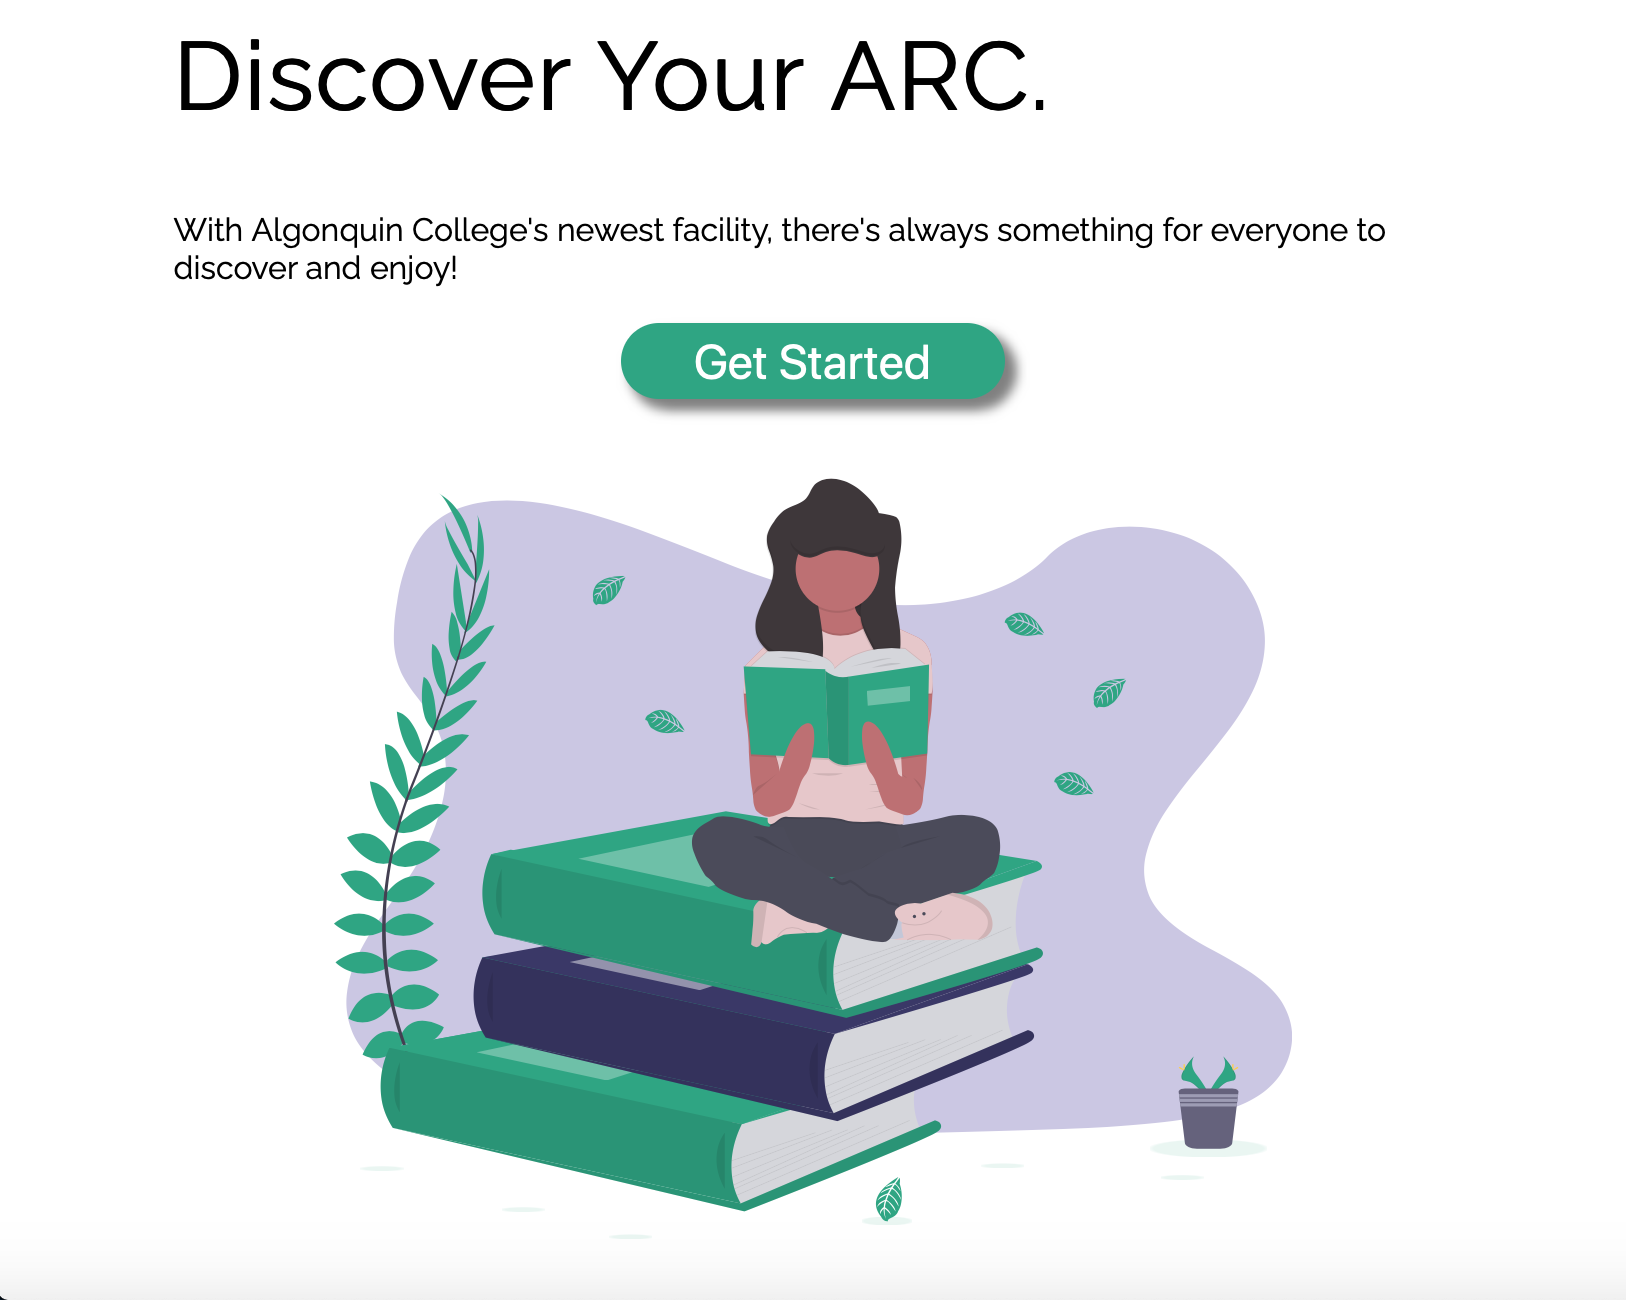 Discover Your ARC.
With Algonquin College's newest facility, there's always something for everyone to
discover and enjoy!
Get Started